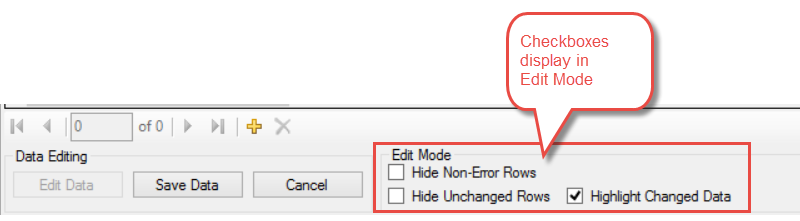 Checkboxes
display in
Edit Mode
0 of 0
Data Editing
Edit Data Save Data Cancel
Edit Mode
Hide Non-Error Rows
Hide Unchanged Rows Highlight Changed Data